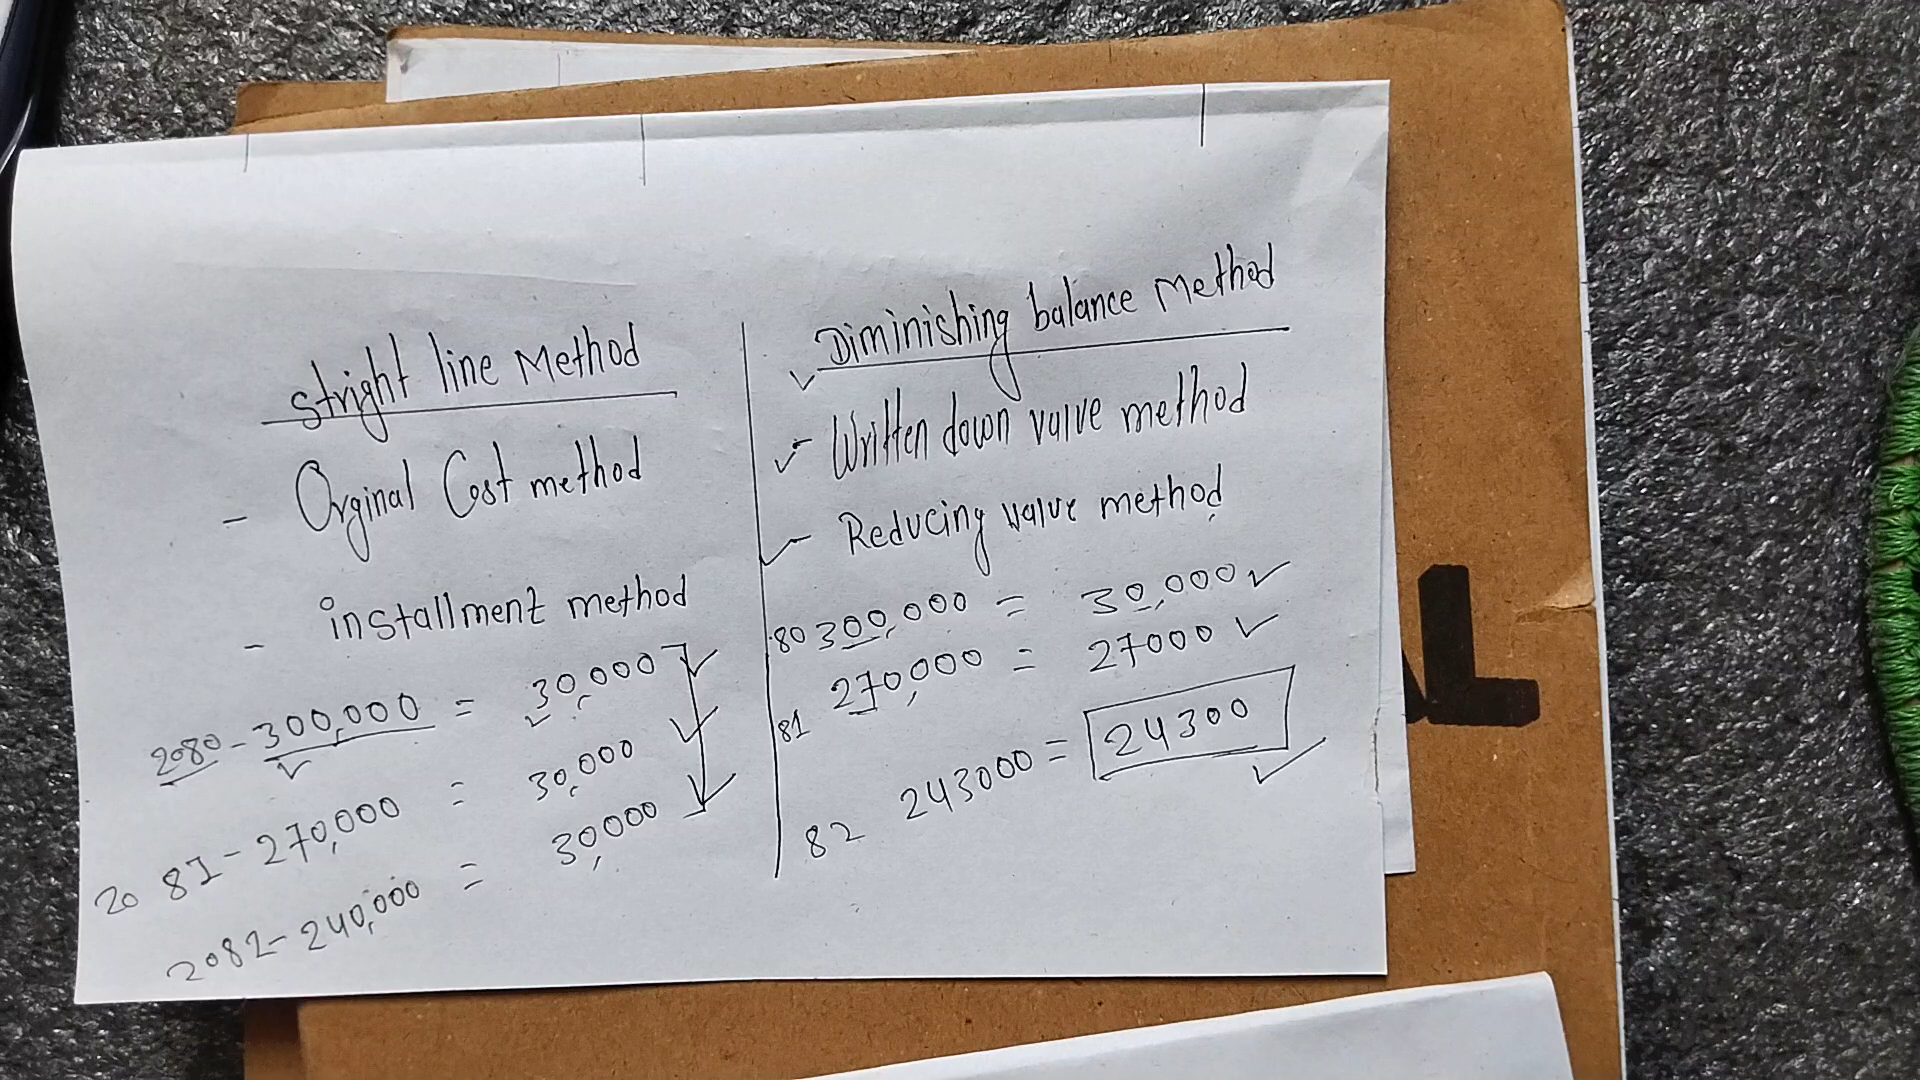 stright line Method
- Orginal Cost method
- installment method
2080 - 300,000 = 30,000
2081 - 270,000 = 30,000
2082 - 240,000 = 30,000
Diminishing balance Method
Written down value method
Reducing value method
80 300,000 = 30,000
81 270,000 = 27000
82 243000 = 24300
AL